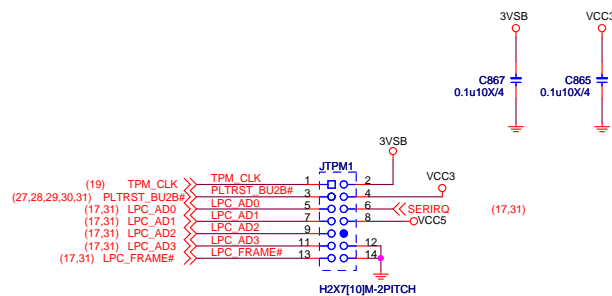 3VSB VCC3
C867 C865
0.1u10X/4 0.1u10X/4
3VSB
JTPM1
VCC3
(19) TPM_CLK TPM_CLK 1 2
(27,28,29,30,31) PLTRST_BU2B# PLTRST_BU2B# 3 4
(17,31) LPC_AD0 LPC_AD0 5 6 SERIRQ (17,31)
(17,31) LPC_AD1 LPC_AD1 7 8 VCC5
(17,31) LPC_AD2 LPC_AD2 9
(17,31) LPC_AD3 LPC_AD3 11 12
(17,31) LPC_FRAME# LPC_FRAME# 13 14
H2X7[10]M-2PITCH